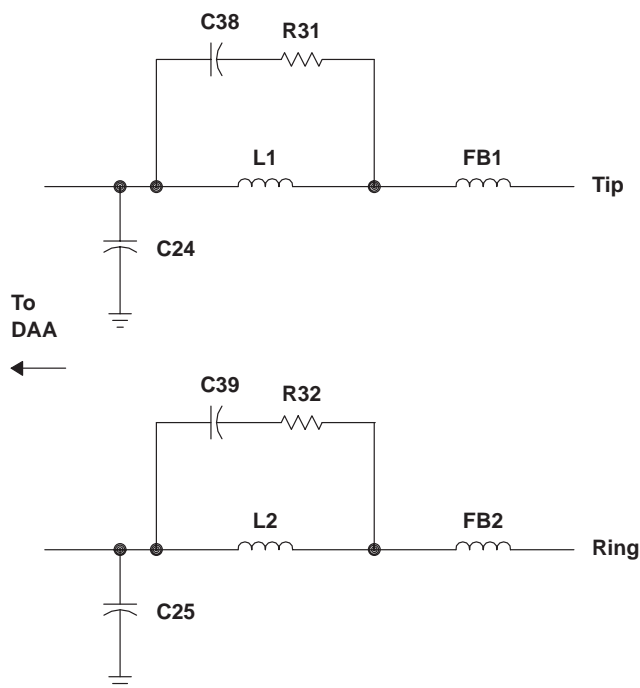 C38
R31
L1
FB1
Tip
C24
To
DAA
C39
R32
L2
FB2
Ring
C25